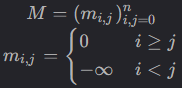 M = (m_{i,j})_{i,j=0}^{n}
m_{i,j} = { 0 i ≥ j
−∞ i < j